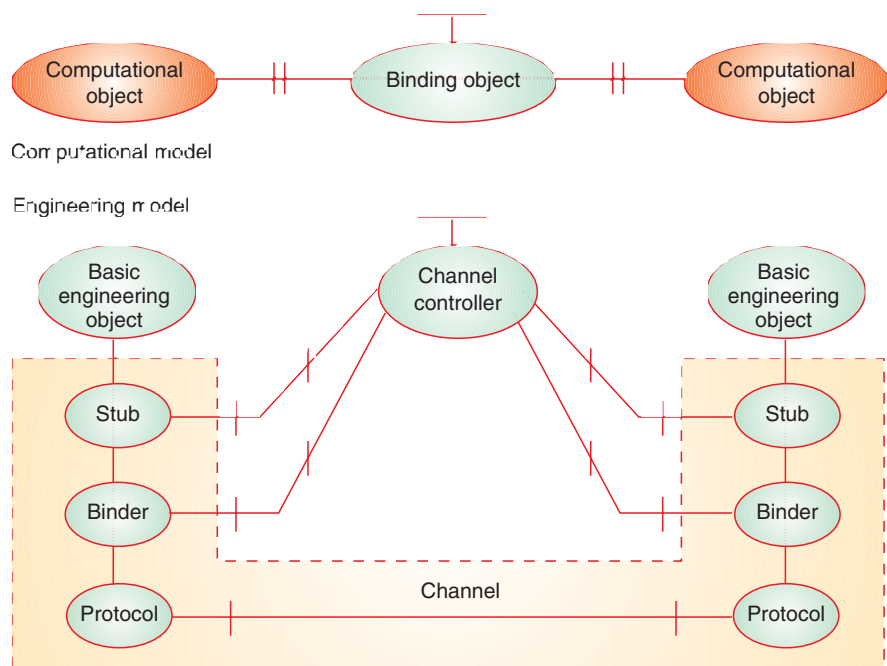 Computational
object
Binding object
Computational
object
Computational model
Engineering model
Basic
engineering
object
Channel
controller
Basic
engineering
object
Stub
Stub
Binder
Binder
Channel
Protocol
Protocol